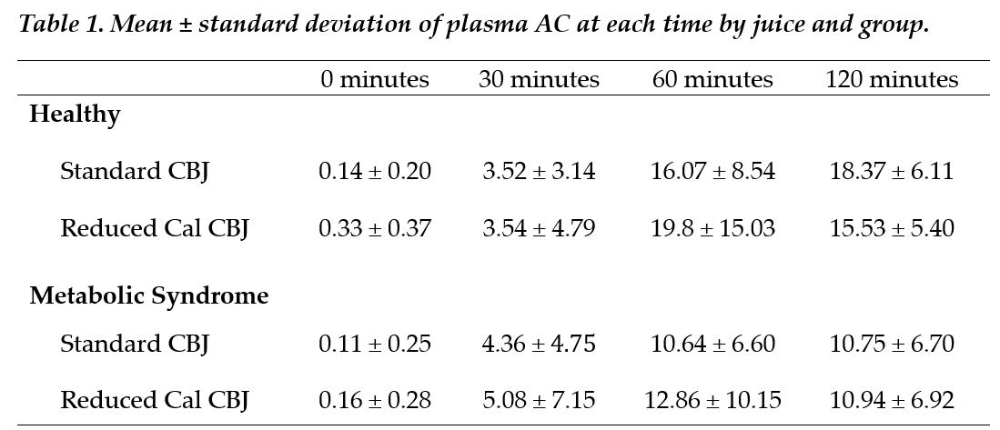 Table 1. Mean ± standard deviation of plasma AC at each time by juice and group.
0 minutes 30 minutes 60 minutes 120 minutes
Healthy
Standard CBJ 0.14 ± 0.20 3.52 ± 3.14 16.07 ± 8.54 18.37 ± 6.11
Reduced Cal CBJ 0.33 ± 0.37 3.54 ± 4.79 19.8 ± 15.03 15.53 ± 5.40
Metabolic Syndrome
Standard CBJ 0.11 ± 0.25 4.36 ± 4.75 10.64 ± 6.60 10.75 ± 6.70
Reduced Cal CBJ 0.16 ± 0.28 5.08 ± 7.15 12.86 ± 10.15 10.94 ± 6.92